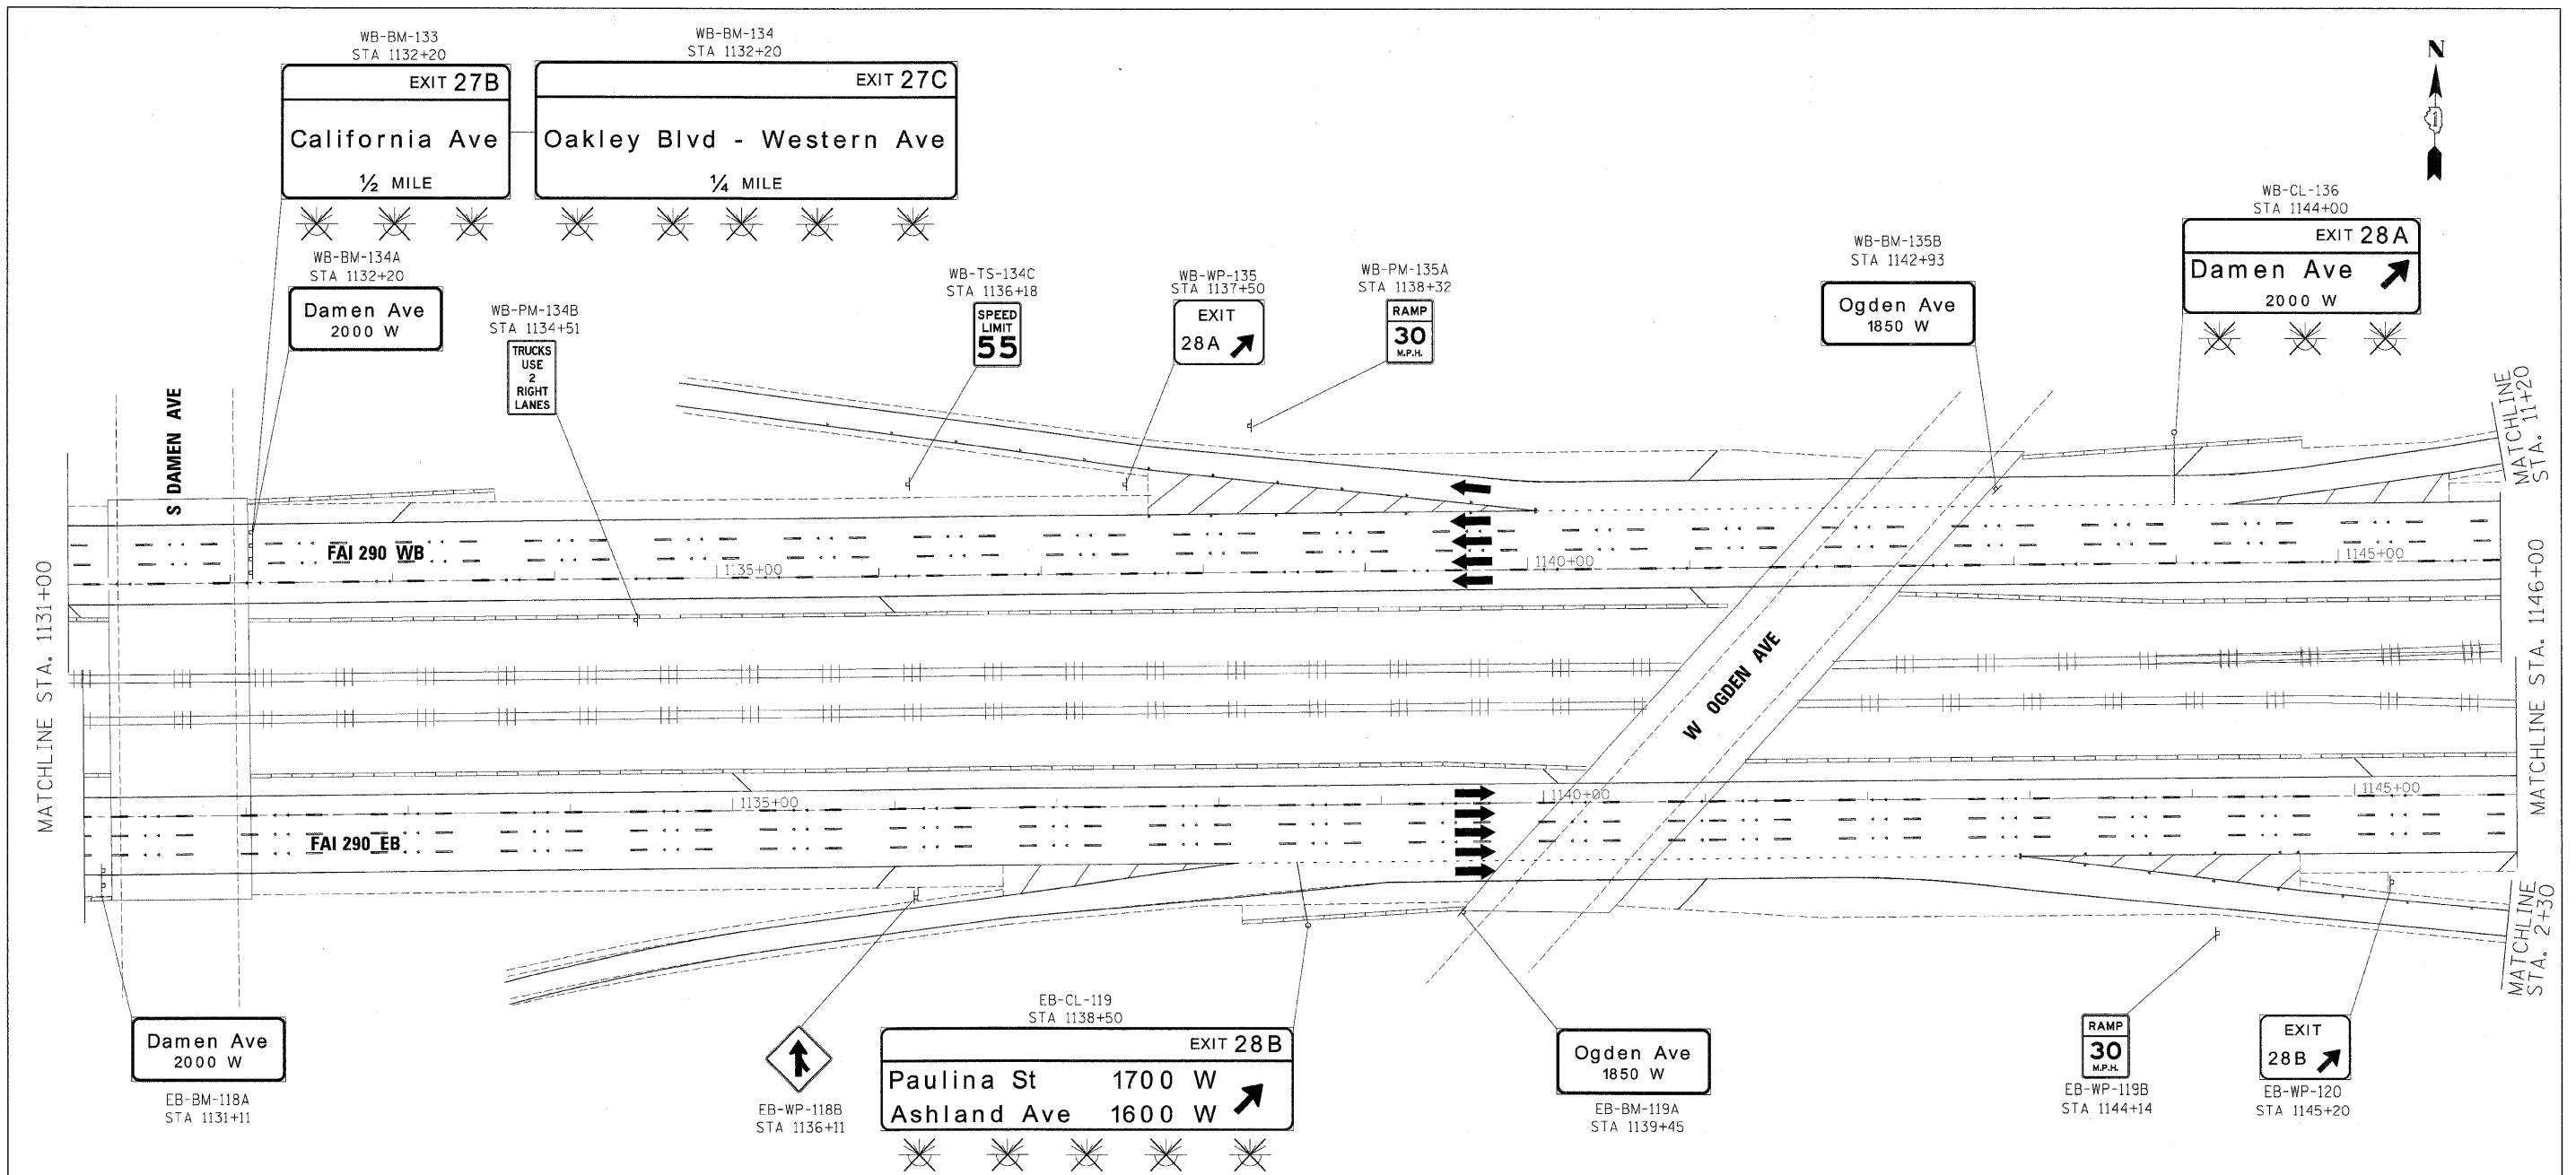 WB-BM-133
STA 1132+20
EXIT 27B
California Ave
½ MILE
WB-BM-134
STA 1132+20
EXIT 27C
Oakley Blvd - Western Ave
¼ MILE
N
WB-BM-134A
STA 1132+20
Damen Ave
2000 W
WB-PM-134B
STA 1134+51
TRUCKS
USE
2
RIGHT
LANES
WB-TS-134C
STA 1136+18
SPEED
LIMIT
55
WB-WP-135
STA 1137+50
EXIT
28A
WB-PM-135A
STA 1138+32
RAMP
30
M.P.H.
WB-BM-135B
STA 1142+93
Ogden Ave
1850 W
WB-CL-136
STA 1144+00
EXIT 28A
Damen Ave
2000 W
MATCHLINE
STA. 11+20
S DAMEN AVE
FAI 290 WB
1135+00
1140+00
1145+00
MATCHLINE STA. 1131+00
MATCHLINE STA. 1146+00
W OGDEN AVE
1135+00
1140+00
1145+00
FAI 290 EB
MATCHLINE
STA. 2+30
Damen Ave
2000 W
EB-BM-118A
STA 1131+11
EB-WP-118B
STA 1136+11
EB-CL-119
STA 1138+50
EXIT 28B
Paulina St 1700 W
Ashland Ave 1600 W
Ogden Ave
1850 W
EB-BM-119A
STA 1139+45
RAMP
30
M.P.H.
EB-WP-119B
STA 1144+14
EXIT
28B
EB-WP-120
STA 1145+20